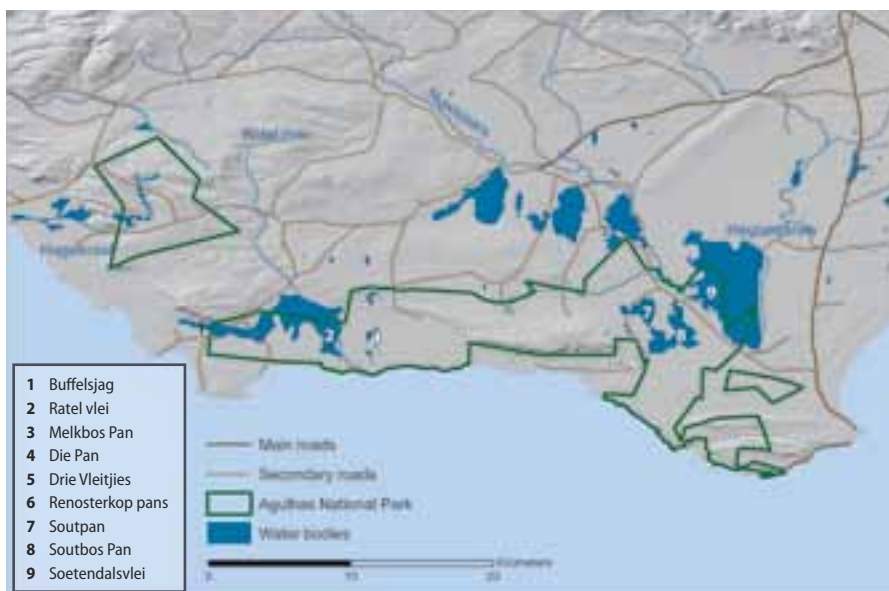 Nuwejaars
1 Buffelsjag
2 Ratel vlei
3 Melkbos Pan
4 Die Pan
5 Drie Vleitjies
6 Renosterkop pans
7 Soutpan
8 Soutbos Pan
9 Soetendalsvlei
Main roads
Secondary roads
Agulhas National Park
Water bodies
Kilometers
0 10 20